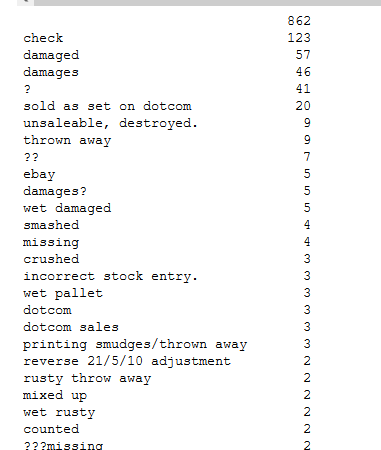 862
check 123
damaged 57
damages 46
? 41
sold as set on dotcom 20
unsaleable, destroyed. 9
thrown away 9
?? 7
ebay 5
damages? 5
wet damaged 5
smashed 4
missing 4
crushed 3
incorrect stock entry. 3
wet pallet 3
dotcom 3
dotcom sales 3
printing smudges/thrown away 3
reverse 21/5/10 adjustment 2
rusty throw away 2
mixed up 2
wet rusty 2
counted 2
???missing 2